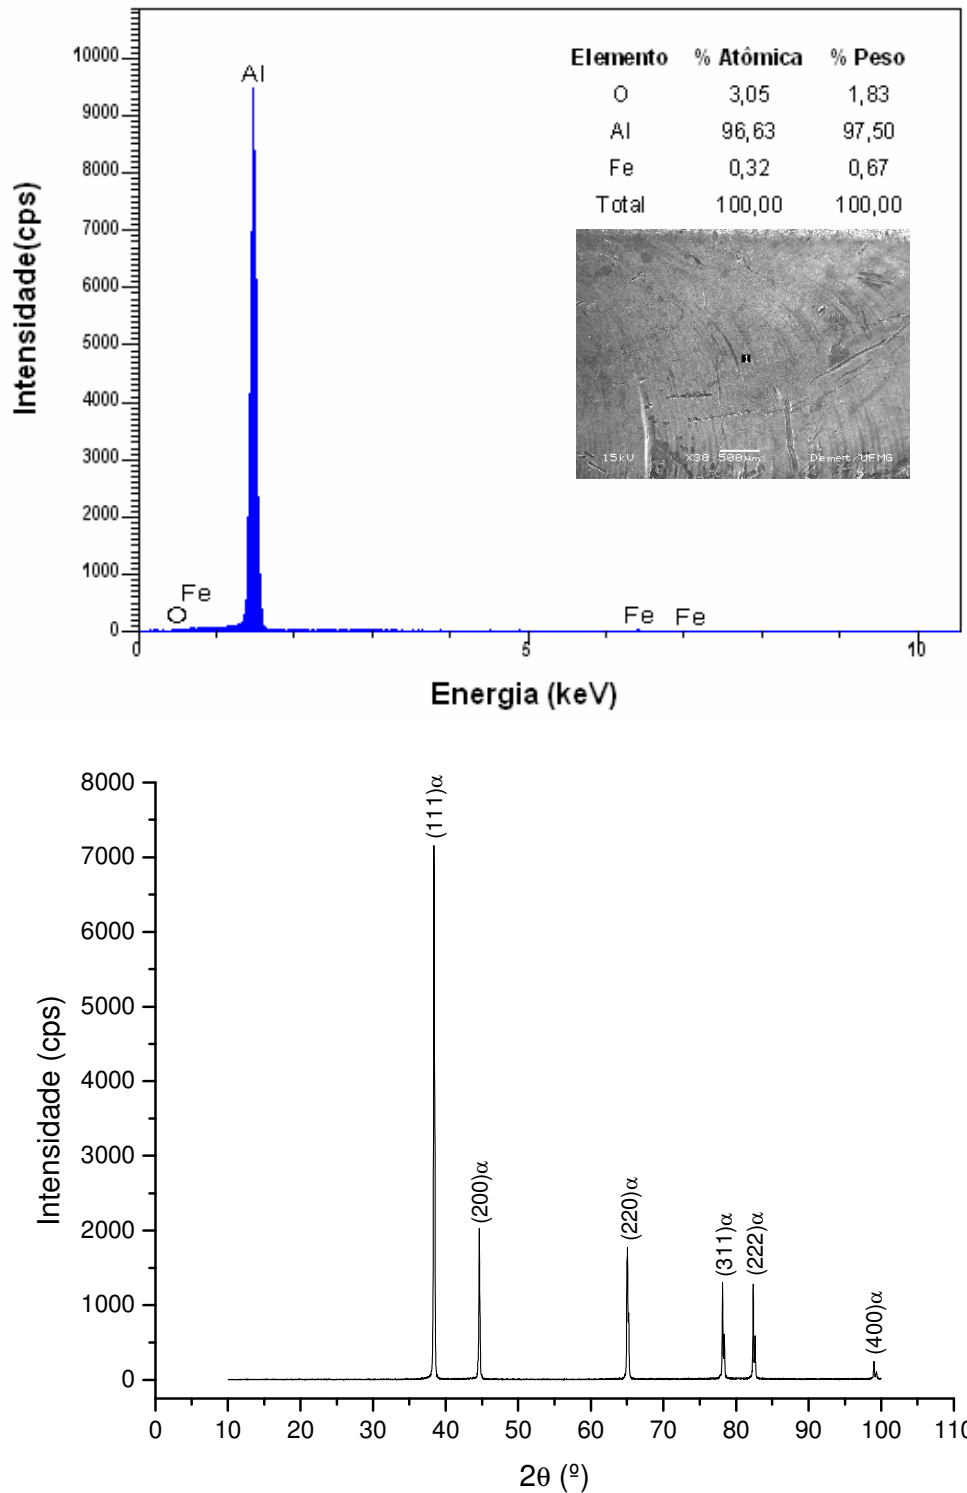 10000
9000
8000
7000
6000
5000
4000
3000
2000
1000
0
Intensidade(cps)
Al
Elemento % Atômica % Peso
O 3,05 1,83
Al 96,63 97,50
Fe 0,32 0,67
Total 100,00 100,00
1
15kV X30 500µm Demet/UFMG
O Fe Fe Fe
0 5 10
Energia (keV)
8000
7000
6000
5000
4000
3000
2000
1000
0
Intensidade (cps)
(111)α
(200)α
(220)α
(311)α
(222)α
(400)α
0 10 20 30 40 50 60 70 80 90 100 110
2θ (º)